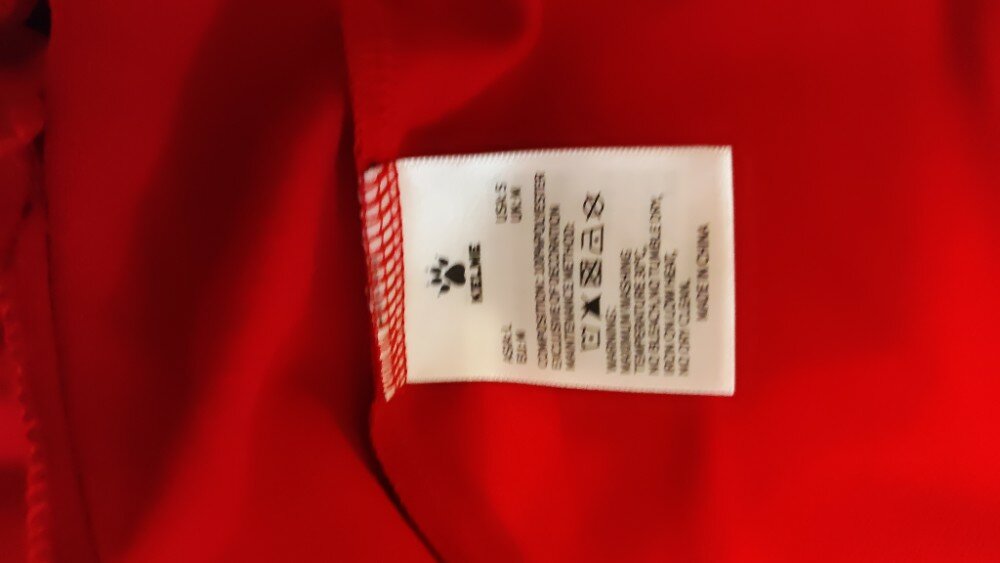 KELME
ASIA: L USA: S
EU: M UK: M
COMPOSITION: 100%POLYESTER
EXCLUSIVE OF DECORATION
MAINTENANCE METHOD:
WARNING:
MAXIMUM WASHING
TEMPERATURE 30°C,
NO BLEACH, NO TUMBLE DRY,
IRON ON LOW HEAT,
NO DRY CLEAN.
MADE IN CHINA